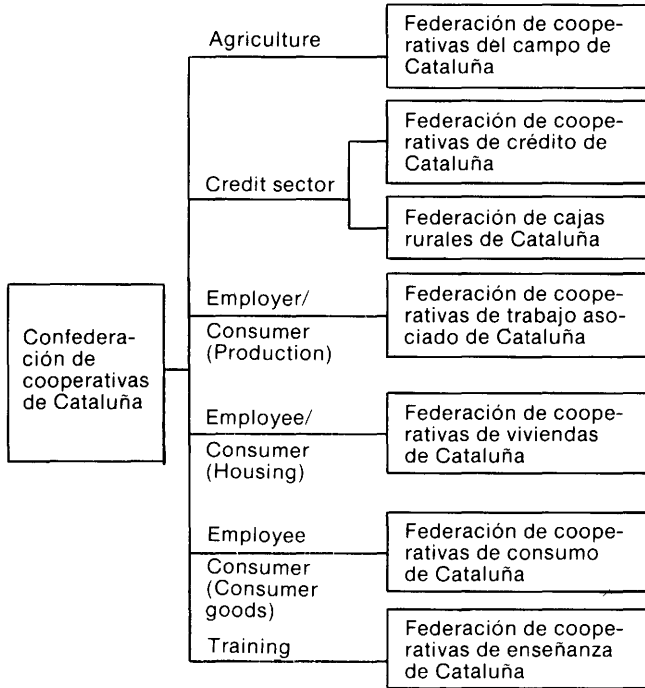 Agriculture
Federación de coope-
rativas del campo de
Cataluña
Credit sector
Federación de coope-
rativas de crédito de
Cataluña
Federación de cajas
rurales de Cataluña
Confedera-
ción de
cooperativas
de Cataluña
Employer/
Consumer
(Production)
Federación de coope-
rativas de trabajo aso-
ciado de Cataluña
Employee/
Consumer
(Housing)
Federación de coope-
rativas de viviendas
de Cataluña
Employee
Consumer
(Consumer
goods)
Federación de coope-
rativas de consumo
de Cataluña
Training
Federación de coope-
rativas de enseñanza
de Cataluña